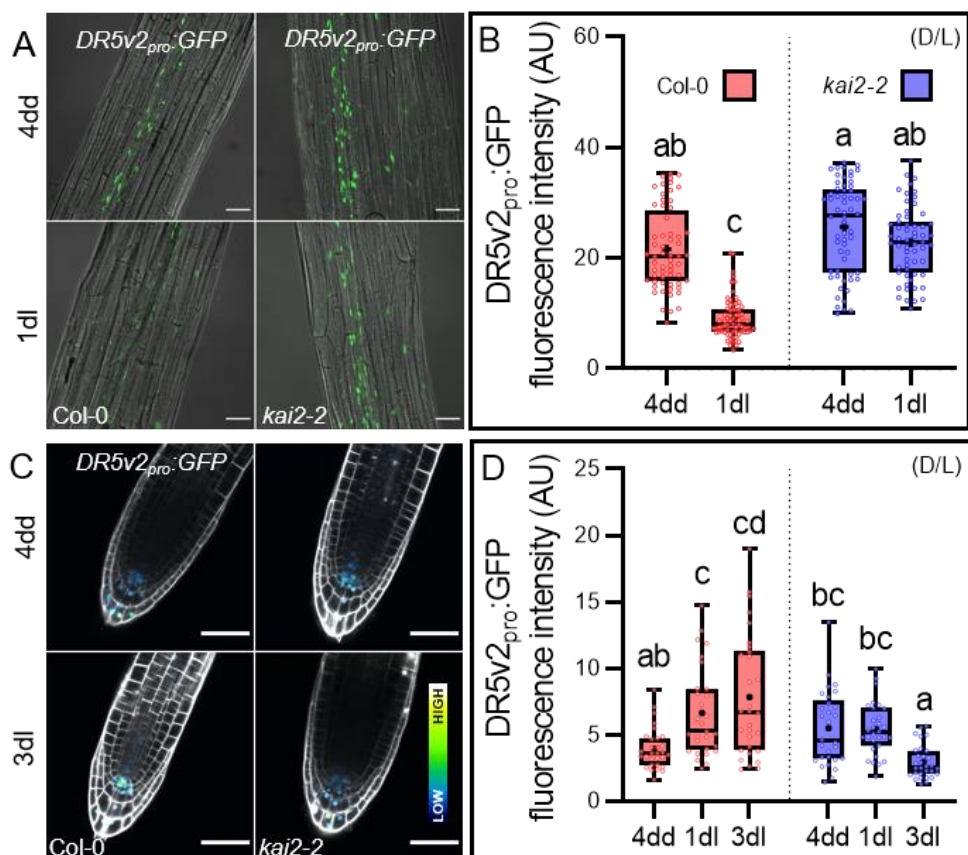 A
DR5v2pro:GFP
DR5v2pro:GFP
4dd
1dl
Col-0
kai2-2
B
(D/L)
DR5v2pro:GFP
fluorescence intensity (AU)
60
40
20
0
Col-0
kai2-2
ab
c
a
ab
4dd
1dl
4dd
1dl
C
DR5v2pro:GFP
4dd
3dl
Col-0
kai2-2
HIGH
LOW
D
(D/L)
DR5v2pro:GFP
fluorescence intensity (AU)
25
20
15
10
5
0
ab
c
cd
bc
bc
a
4dd 1dl 3dl
4dd 1dl 3dl